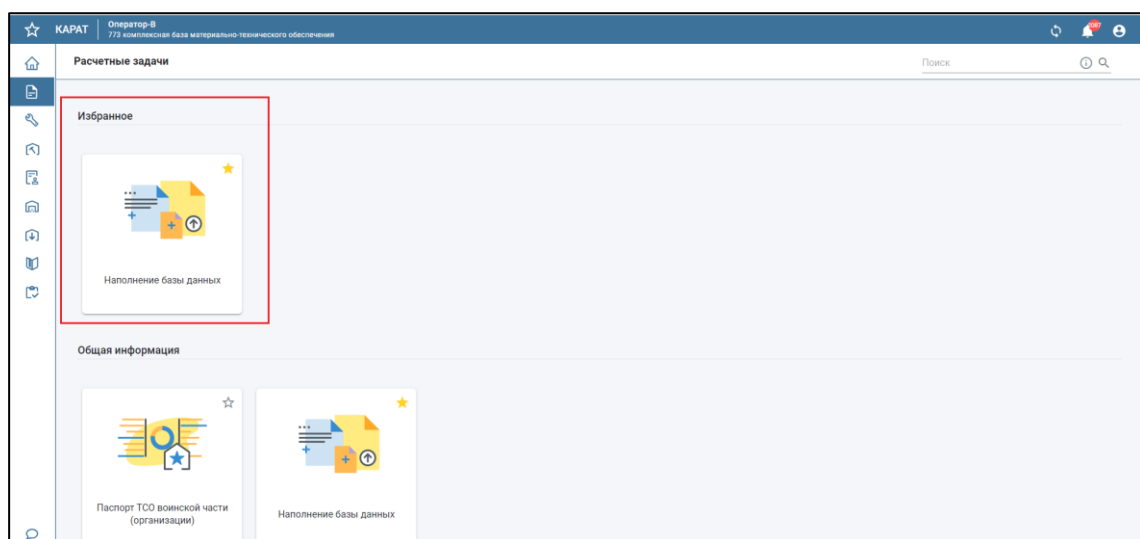 КАРАТ
Оператор-В
773 комплексная база материально-технического обеспечения
Расчетные задачи
Поиск
Избранное
Наполнение базы данных
Общая информация
Паспорт ТСО воинской части
(организации)
Наполнение базы данных